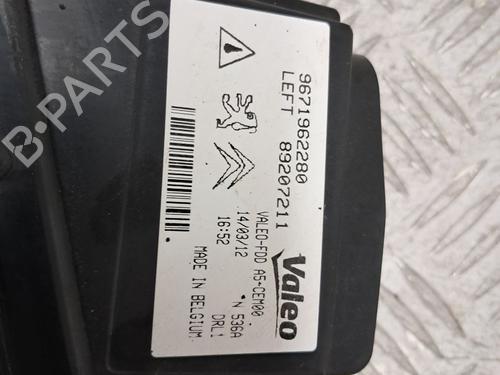 9671962280
LEFT 89207211
VALEO-FDD A5-CEM00
14/03/12
16:52
Valeo
*N 536A
DRL1
MADE IN BELGIUM
B-PARTS